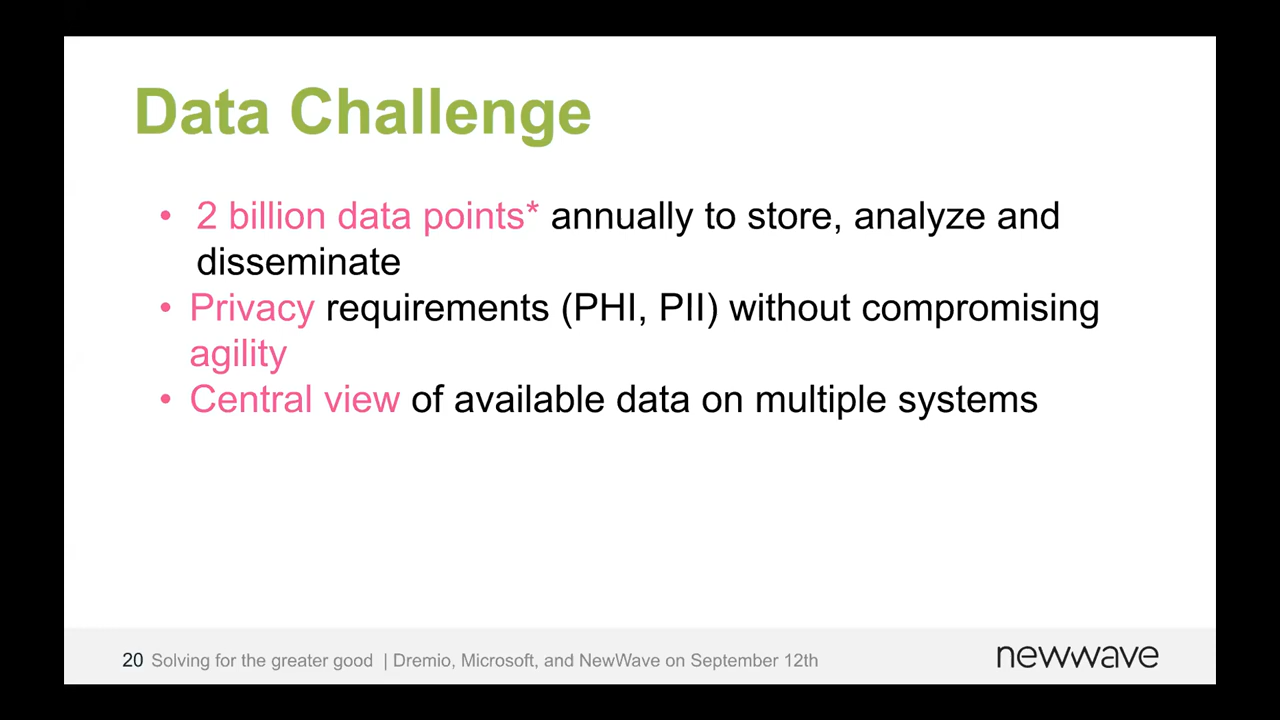 Data Challenge
• 2 billion data points* annually to store, analyze and
disseminate
• Privacy requirements (PHI, PII) without compromising
agility
• Central view of available data on multiple systems
20 Solving for the greater good | Dremio, Microsoft, and NewWave on September 12th
newwave